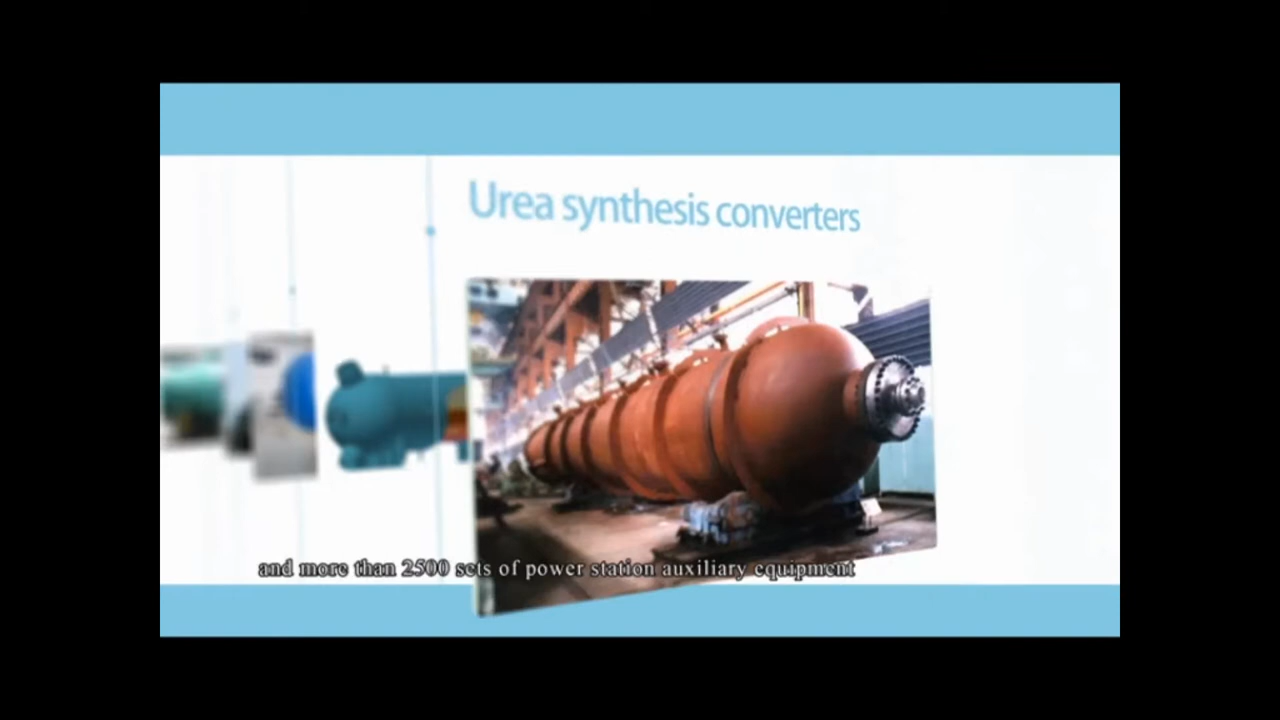 Urea synthesis converters
and more than 2500 sets of power station auxiliary equipment